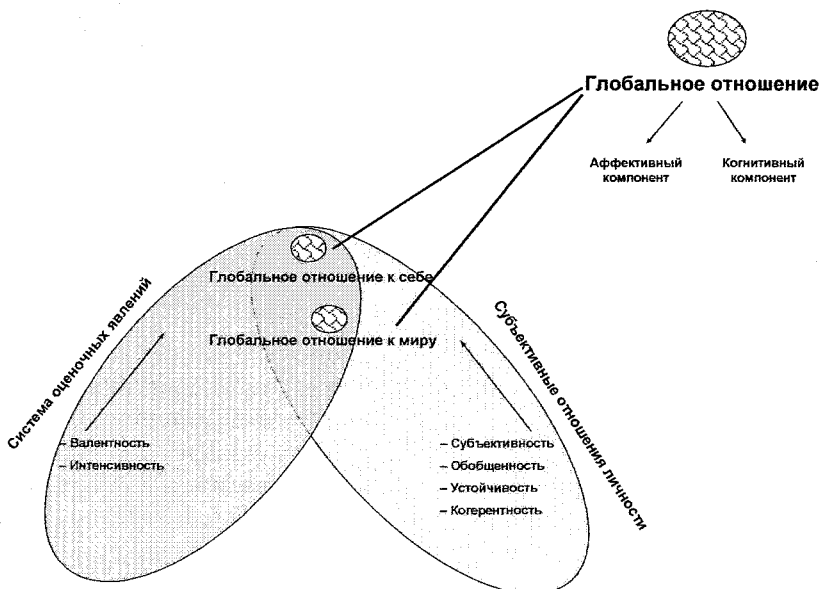 Глобальное отношение
Аффективный
компонент
Когнитивный
компонент
Глобальное отношение к себе
Глобальное отношение к миру
Система оценочных явлений
– Валентность
– Интенсивность
Субъективные отношения личности
– Субъективность
– Обобщенность
– Устойчивость
– Когерентность